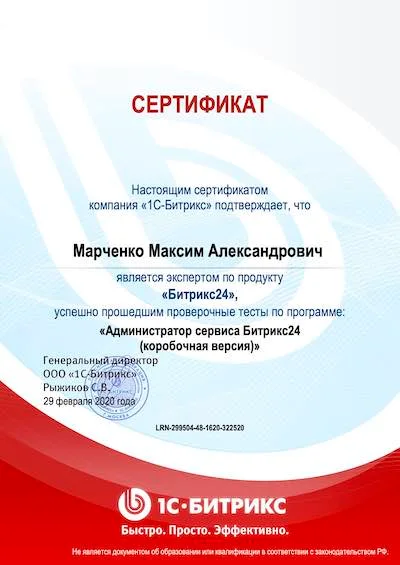 СЕРТИФИКАТ
Настоящим сертификатом
компания «1С-Битрикс» подтверждает, что
Марченко Максим Александрович
является экспертом по продукту
«Битрикс24»,
успешно прошедшим проверочные тесты по программе:
«Администратор сервиса Битрикс24
(коробочная версия)»
Генеральный директор
ООО «1С-Битрикс»
Рыжиков С.В.
29 февраля 2020 года
LRN-299504-48-1620-322520
1С·БИТРИКС
Быстро. Просто. Эффективно.
Не является документом об образовании или квалификации в соответствии с законодательством РФ.